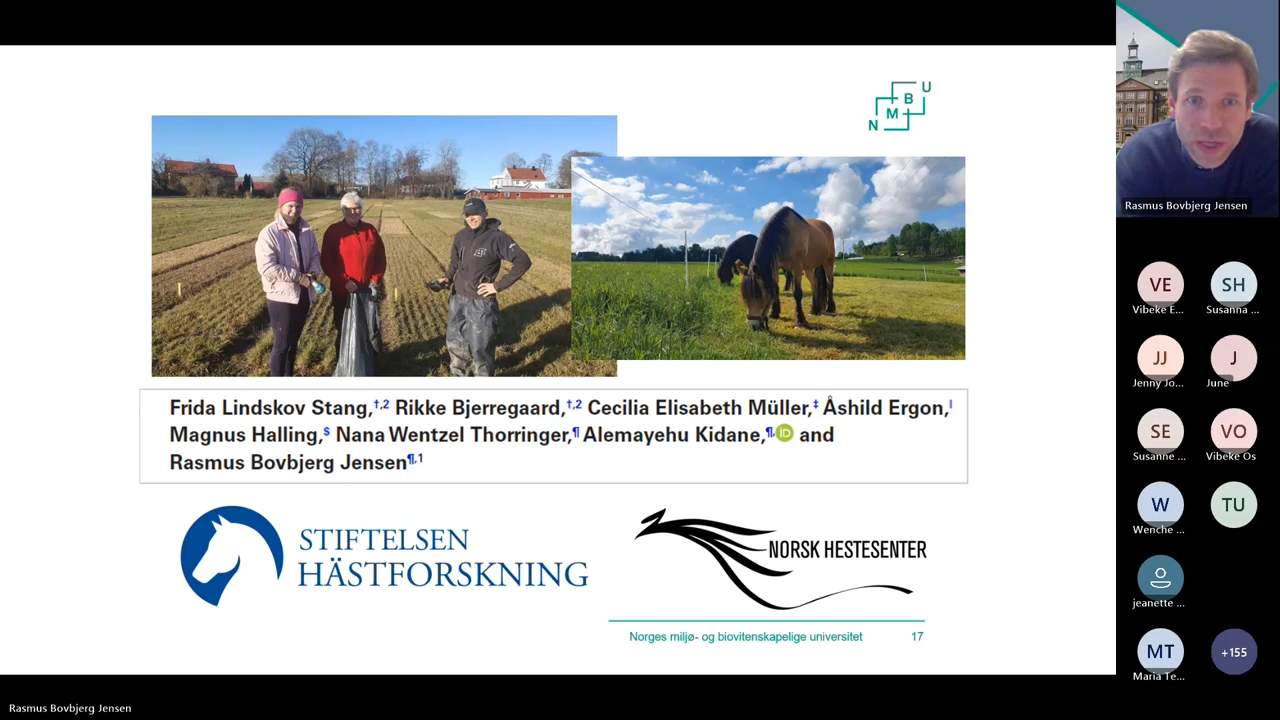 N
M
B
U
Frida Lindskov Stang,†,2 Rikke Bjerregaard,†,2 Cecilia Elisabeth Müller,‡ Åshild Ergon,|
Magnus Halling,$ Nana Wentzel Thorringer,¶ Alemayehu Kidane,¶, iD and
Rasmus Bovbjerg Jensen¶,1
STIFTELSEN
HÄSTFORSKNING
NORSK HESTESENTER
Norges miljø- og biovitenskapelige universitet 17
Rasmus Bovbjerg Jensen
VE SH
Vibeke E... Susanna ...
JJ J
Jenny Jo... June
SE VO
Susanne ... Vibeke Os
W TU
Wenche ...
jeanette ...
MT +155
Maria Te...
Rasmus Bovbjerg Jensen